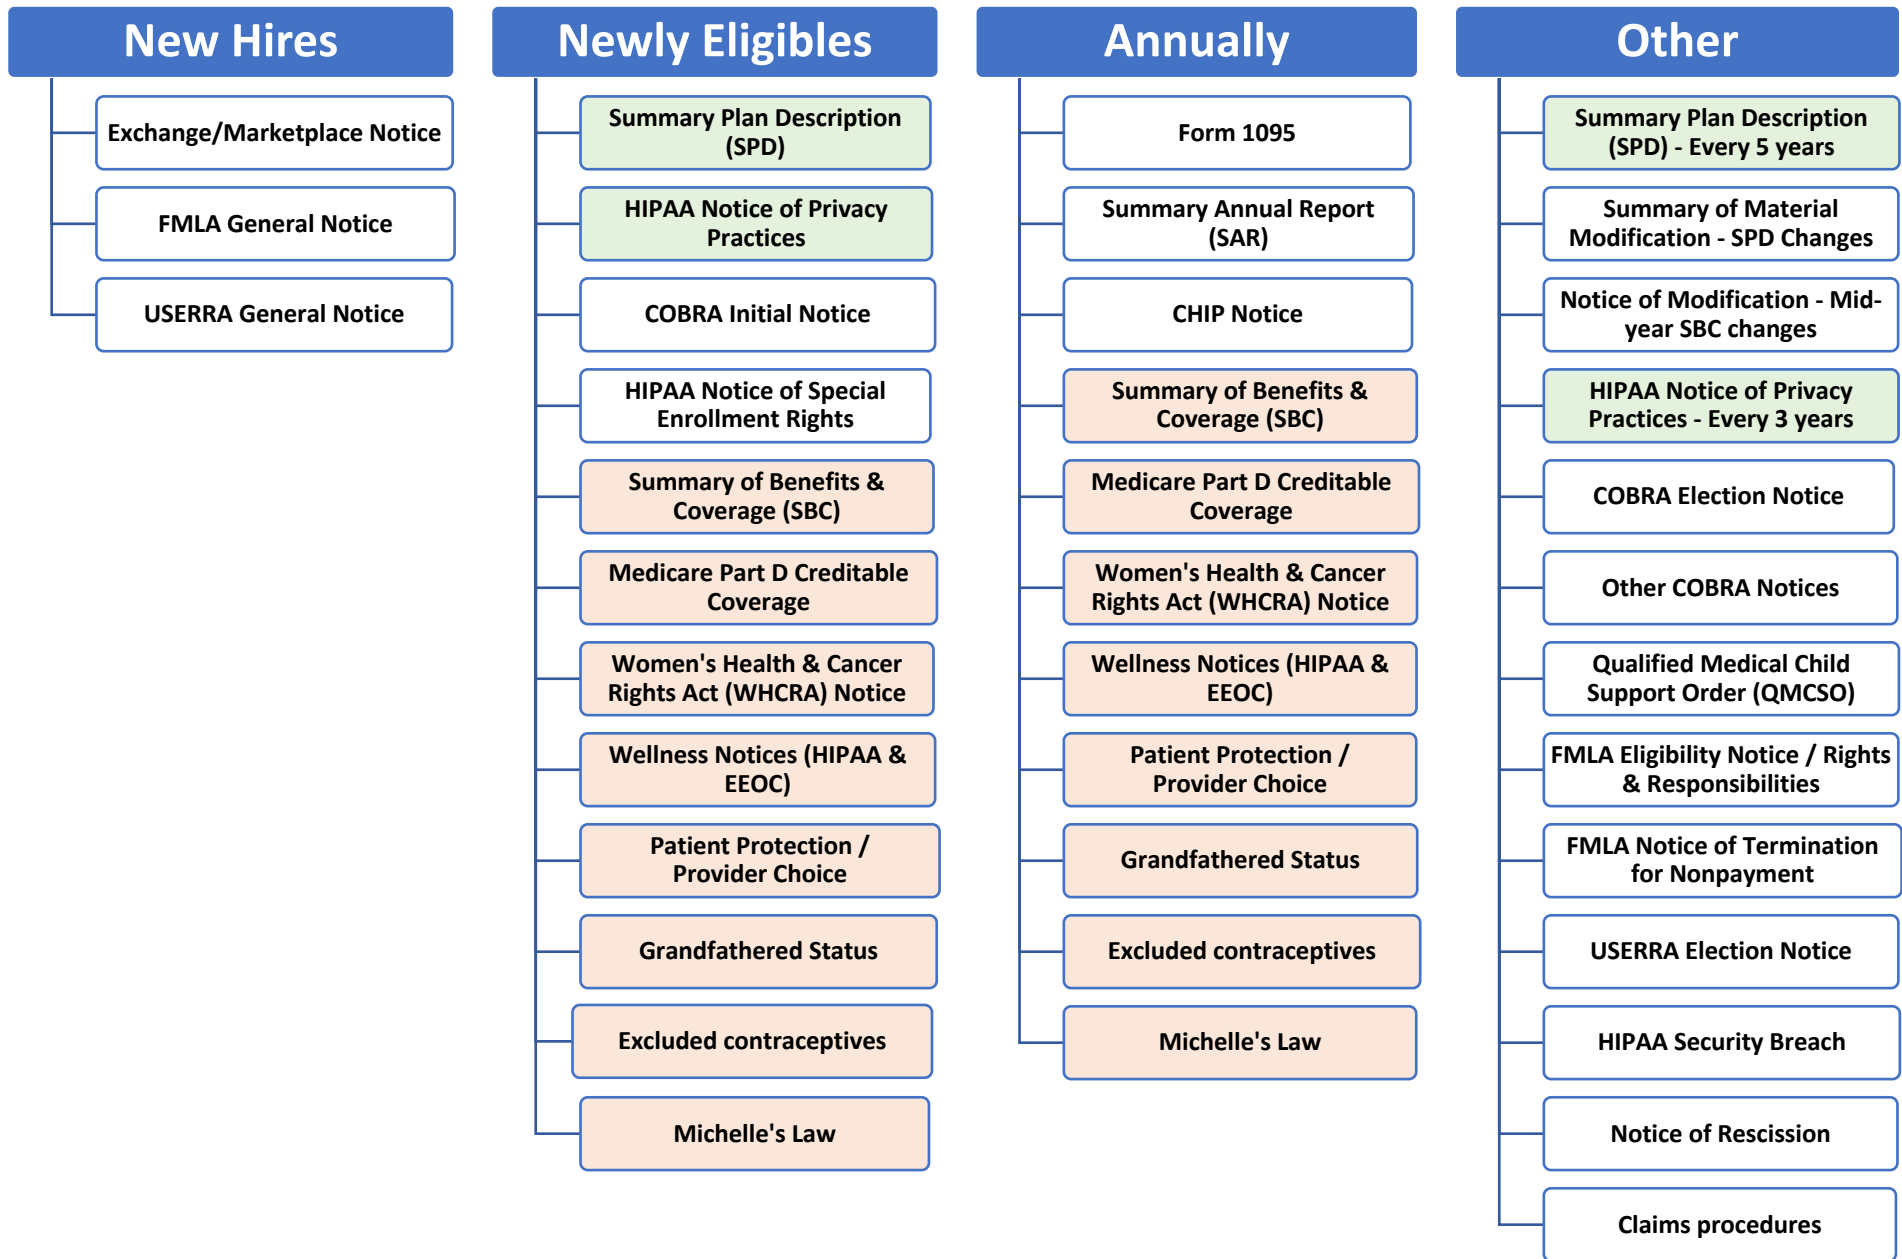 New Hires
Exchange/Marketplace Notice
FMLA General Notice
USERRA General Notice
Newly Eligibles
Summary Plan Description
(SPD)
HIPAA Notice of Privacy
Practices
COBRA Initial Notice
HIPAA Notice of Special
Enrollment Rights
Summary of Benefits &
Coverage (SBC)
Medicare Part D Creditable
Coverage
Women's Health & Cancer
Rights Act (WHCRA) Notice
Wellness Notices (HIPAA &
EEOC)
Patient Protection /
Provider Choice
Grandfathered Status
Excluded contraceptives
Michelle's Law
Annually
Form 1095
Summary Annual Report
(SAR)
CHIP Notice
Summary of Benefits &
Coverage (SBC)
Medicare Part D Creditable
Coverage
Women's Health & Cancer
Rights Act (WHCRA) Notice
Wellness Notices (HIPAA &
EEOC)
Patient Protection /
Provider Choice
Grandfathered Status
Excluded contraceptives
Michelle's Law
Other
Summary Plan Description
(SPD) - Every 5 years
Summary of Material
Modification - SPD Changes
Notice of Modification - Mid-
year SBC changes
HIPAA Notice of Privacy
Practices - Every 3 years
COBRA Election Notice
Other COBRA Notices
Qualified Medical Child
Support Order (QMCSO)
FMLA Eligibility Notice / Rights
& Responsibilities
FMLA Notice of Termination
for Nonpayment
USERRA Election Notice
HIPAA Security Breach
Notice of Rescission
Claims procedures